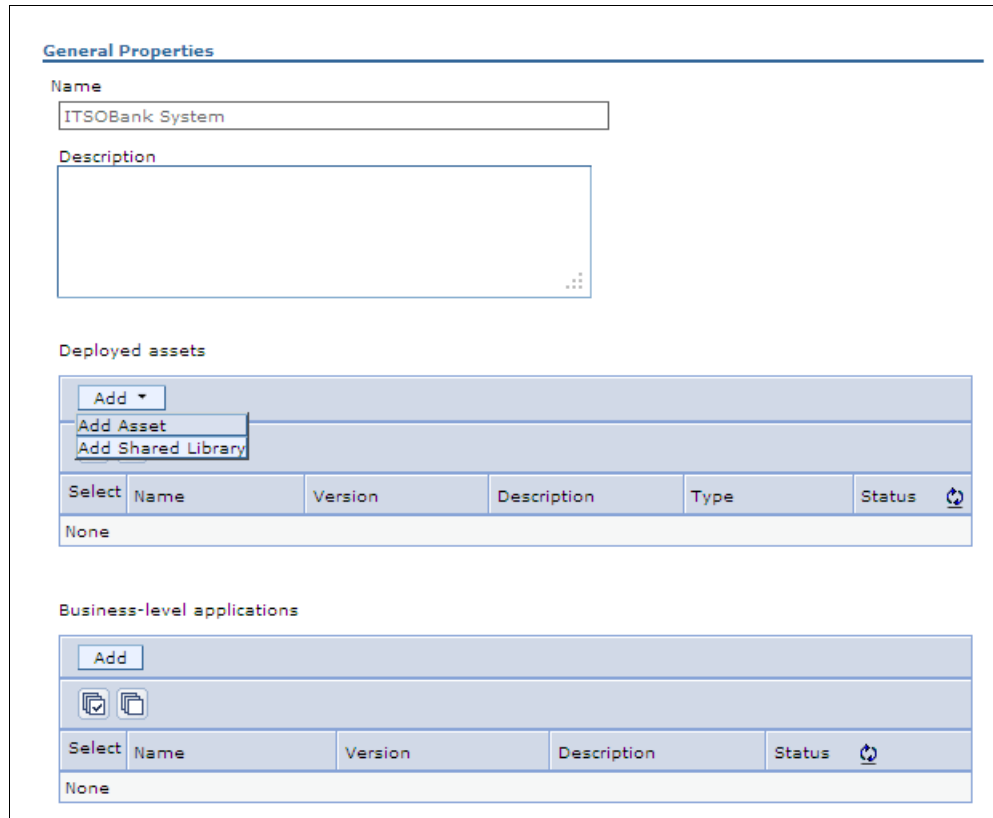 General Properties
Name
ITSOBank System
Description
Deployed assets
Add
Add Asset
Add Shared Library
Select Name Version Description Type Status
None
Business-level applications
Add
Select Name Version Description Status
None